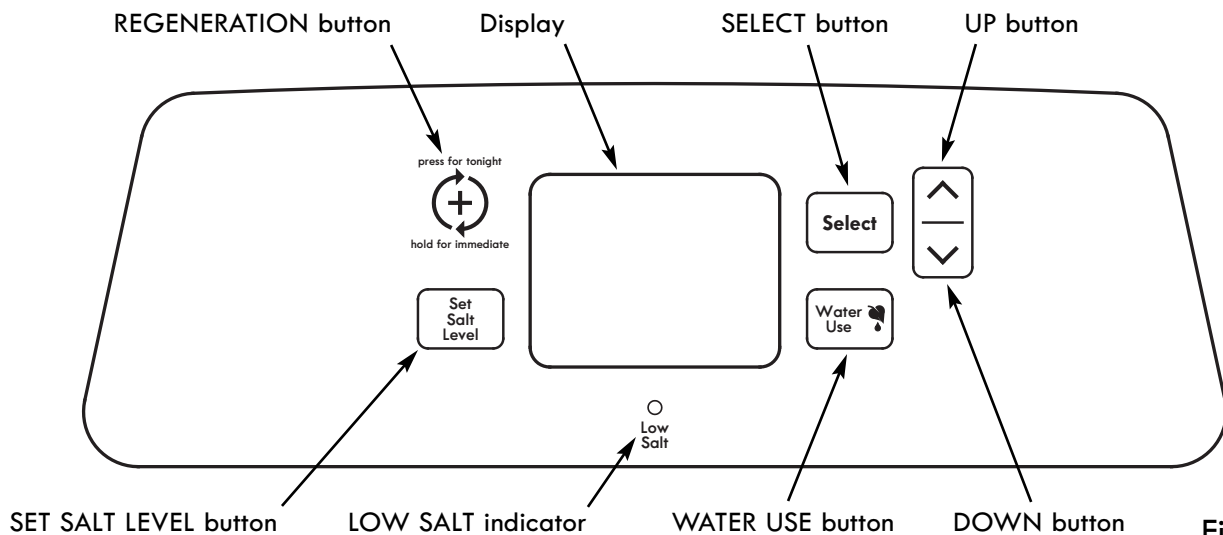 REGENERATION button
Display
SELECT button
UP button
press for tonight
hold for immediate
Select
Set
Salt
Level
Water
Use
Low
Salt
SET SALT LEVEL button
LOW SALT indicator
WATER USE button
DOWN button